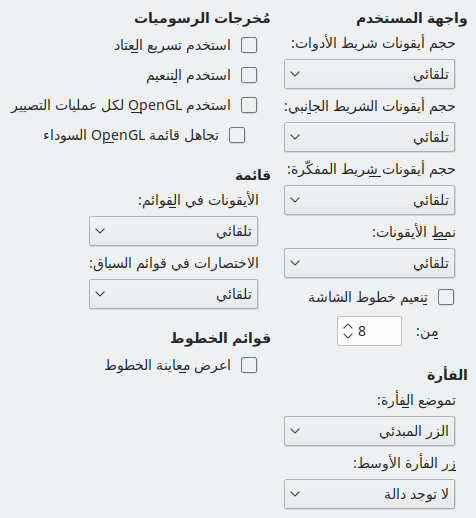 واجهة المستخدم
حجم أيقونات شريط الأدوات:
تلقائي
حجم أيقونات الشريط الجانبي:
تلقائي
حجم أيقونات شريط المفكّرة:
تلقائي
نمط الأيقونات:
تلقائي
تنعيم خطوط الشاشة
من:
8
الفأرة
تموضع الفأرة:
الزر المبدئي
زر الفأرة الأوسط:
لا توجد دالة
مُخرجات الرسوميات
استخدم تسريع العتاد
استخدم التنعيم
استخدم OpenGL لكل عمليات التصيير
تجاهل قائمة OpenGL السوداء
قائمة
الأيقونات في القوائم:
تلقائي
الاختصارات في قوائم السياق:
تلقائي
قوائم الخطوط
اعرض معاينة الخطوط